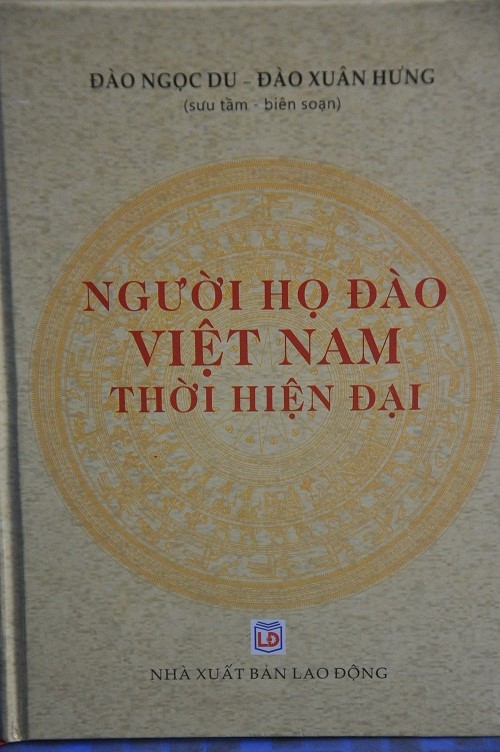 ĐÀO NGỌC DU – ĐÀO XUÂN HƯNG
(sưu tầm - biên soạn)
NGƯỜI HỌ ĐÀO
VIỆT NAM
THỜI HIỆN ĐẠI
LĐ
NHÀ XUẤT BẢN LAO ĐỘNG